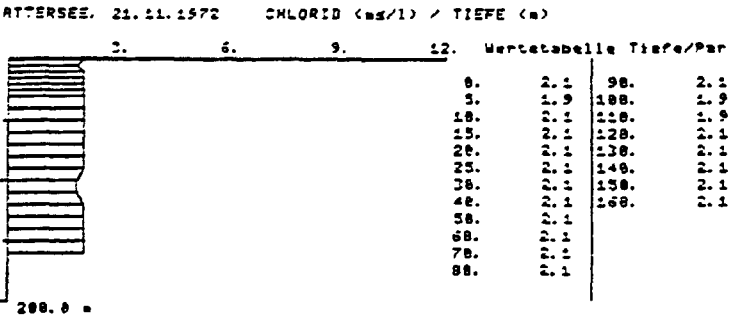 ATTERSEE, 21.11.1972 CHLORID (mg/l) / TIEFE (m)
3. 6. 9. 12. Wertetabelle Tiefe/Par
0. 2.1 90. 2.1
5. 1.9 100. 1.9
10. 2.1 110. 1.9
15. 2.1 120. 2.1
20. 2.1 130. 2.1
25. 2.1 140. 2.1
30. 2.1 150. 2.1
40. 2.1 160. 2.1
50. 2.1
60. 2.1
70. 2.1
80. 2.1
200.0 m